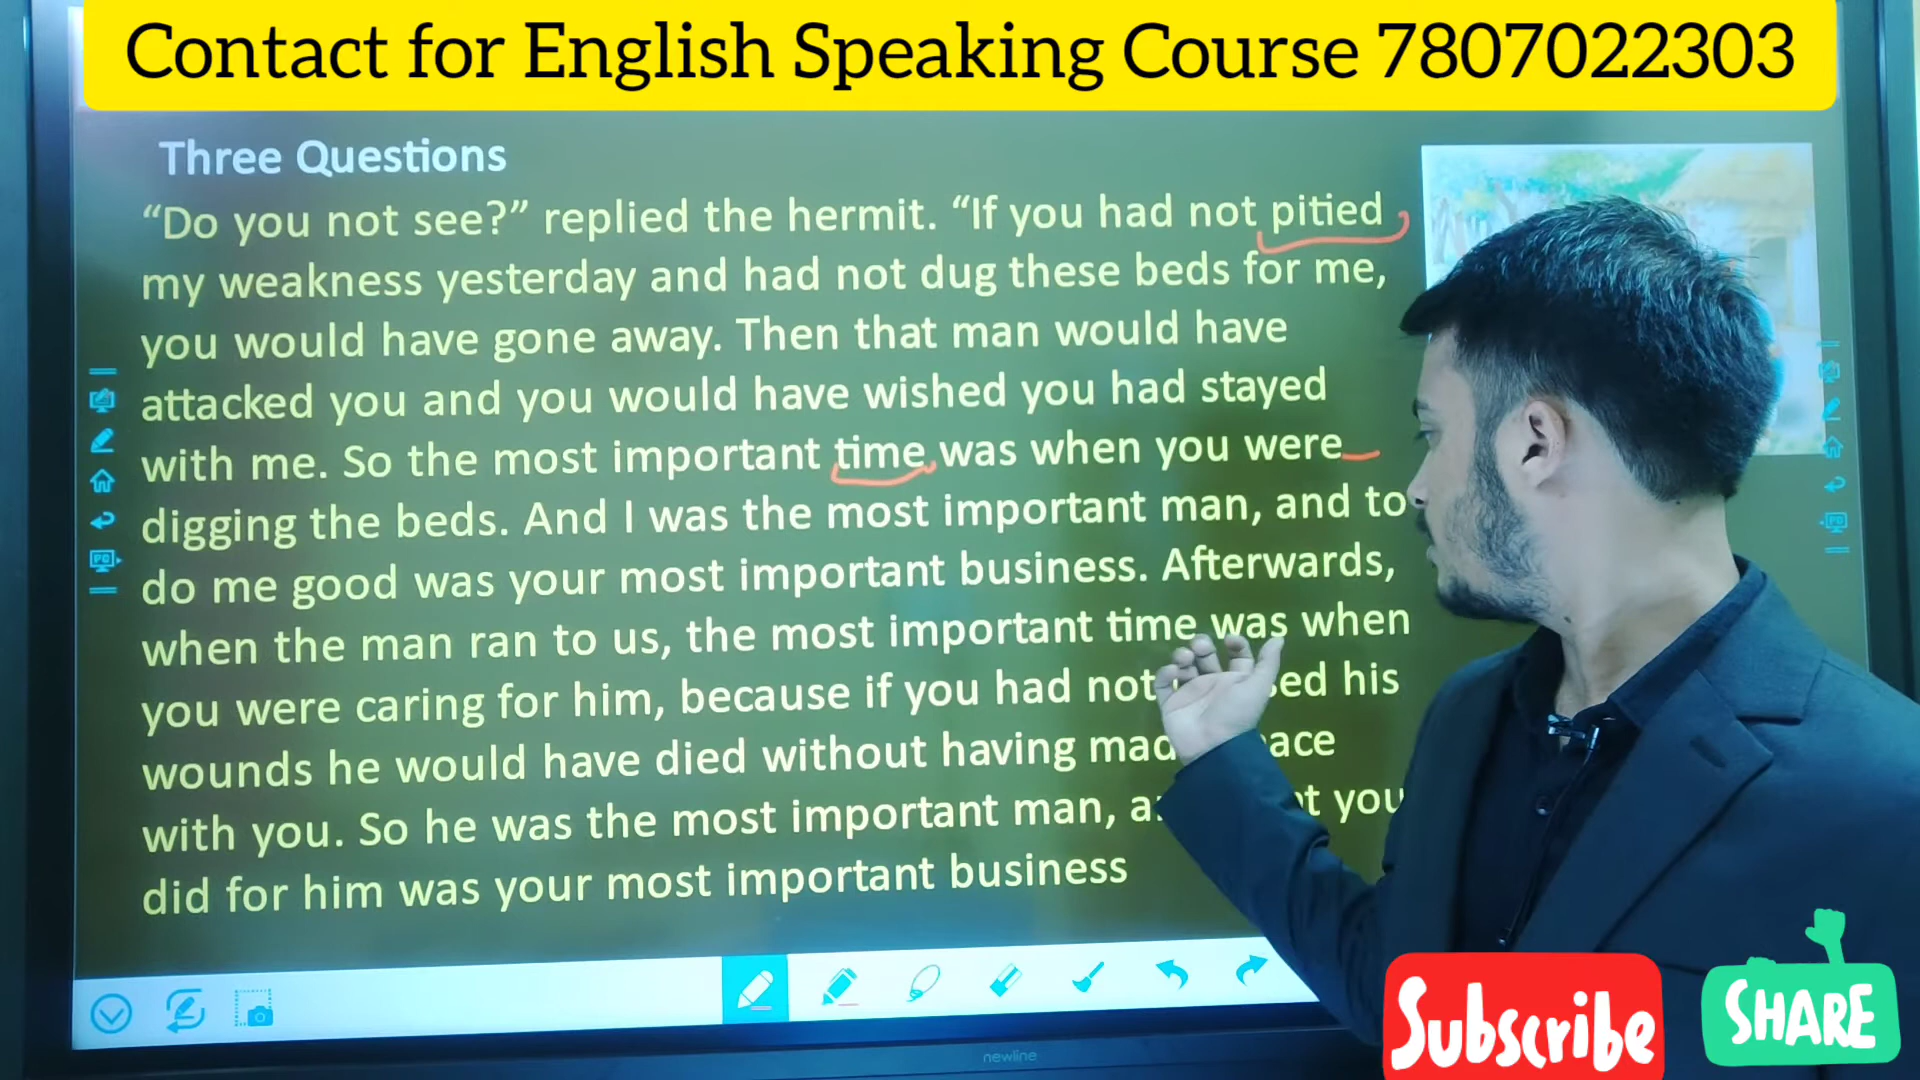 Contact for English Speaking Course 7807022303
Three Questions
“Do you not see?” replied the hermit. “If you had not pitied
my weakness yesterday and had not dug these beds for me,
you would have gone away. Then that man would have
attacked you and you would have wished you had stayed
with me. So the most important time was when you were
digging the beds. And I was the most important man, and to
do me good was your most important business. Afterwards,
when the man ran to us, the most important time was when
you were caring for him, because if you had not his
wounds he would have died without having
with you. So he was the most important man, you
did for him was your most important business
PC
PD
newline
Subscribe
SHARE